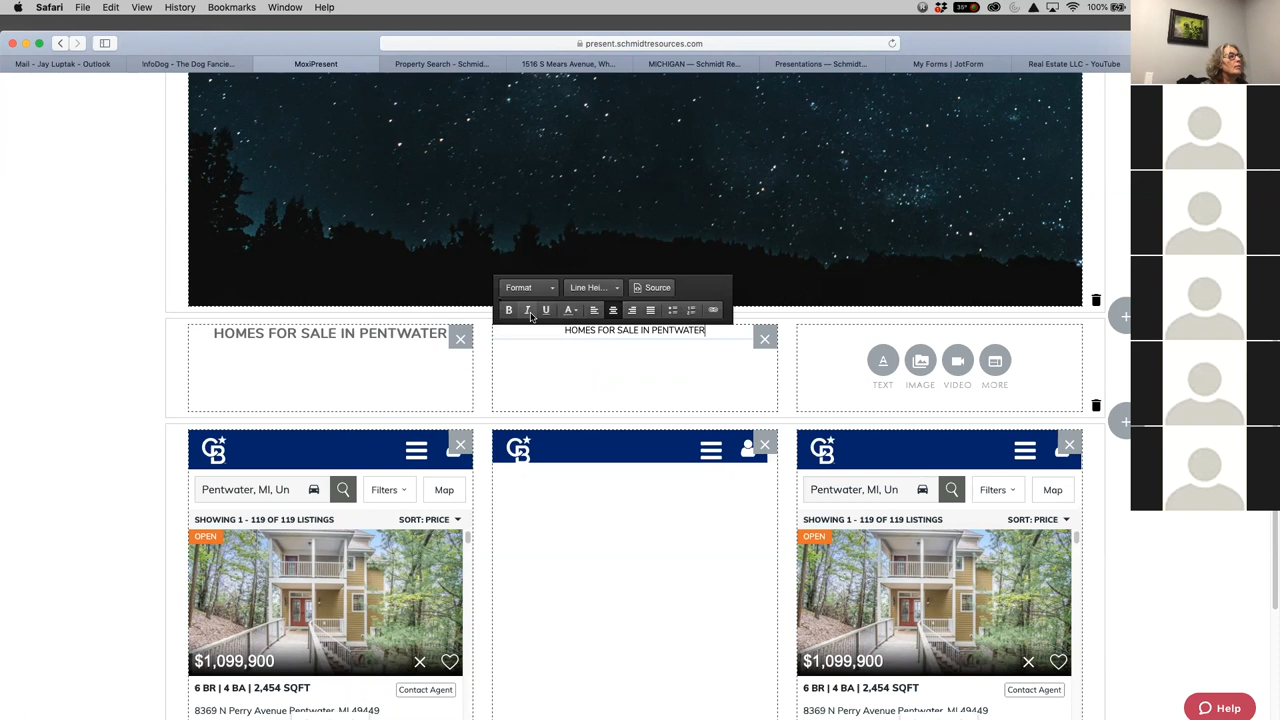 Safari File Edit View History Bookmarks Window Help
35° 100%
present.schmidtresources.com
Mail - Jay Luptak - Outlook InfoDog - The Dog Fancie... MoxiPresent Property Search - Schmid... 1516 S Mears Avenue, Wh... MICHIGAN — Schmidt Re... Presentations — Schmidt... My Forms | JotForm Real Estate LLC - YouTube
Format Line Hei... Source
B I U A
HOMES FOR SALE IN PENTWATER HOMES FOR SALE IN PENTWATER
A
TEXT IMAGE VIDEO MORE
CB CB CB
Pentwater, MI, Un Filters Map Pentwater, MI, Un Filters Map
SHOWING 1 - 119 OF 119 LISTINGS SORT: PRICE SHOWING 1 - 119 OF 119 LISTINGS SORT: PRICE
OPEN OPEN
$1,099,900 $1,099,900
6 BR | 4 BA | 2,454 SQFT Contact Agent 6 BR | 4 BA | 2,454 SQFT Contact Agent
8369 N Perry Avenue Pentwater, MI 49449 8369 N Perry Avenue Pentwater, MI 49449
Help